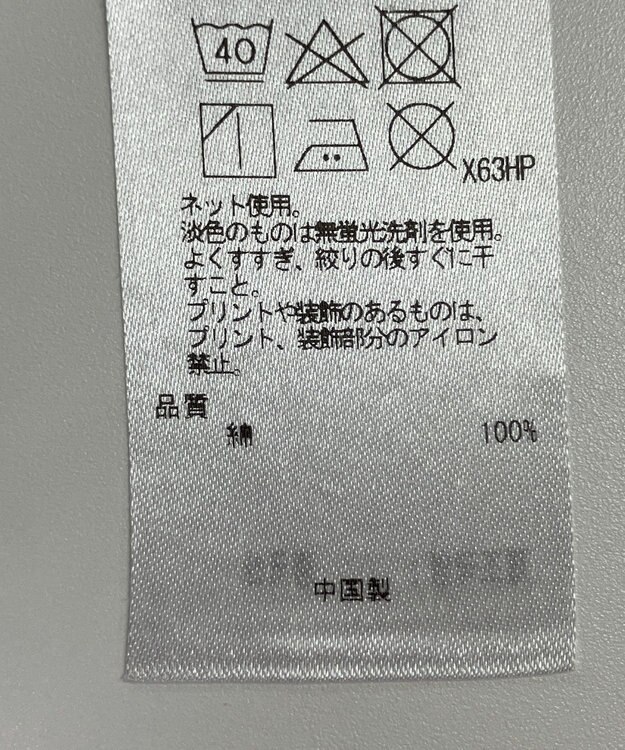 40
X63HP
ネット使用。
淡色のものは無蛍光洗剤を使用。
よくすすぎ、絞りの後すぐに干
すこと。
プリントや装飾のあるものは、
プリント、装飾部分のアイロン
禁止。
品質
綿 100%
中国製